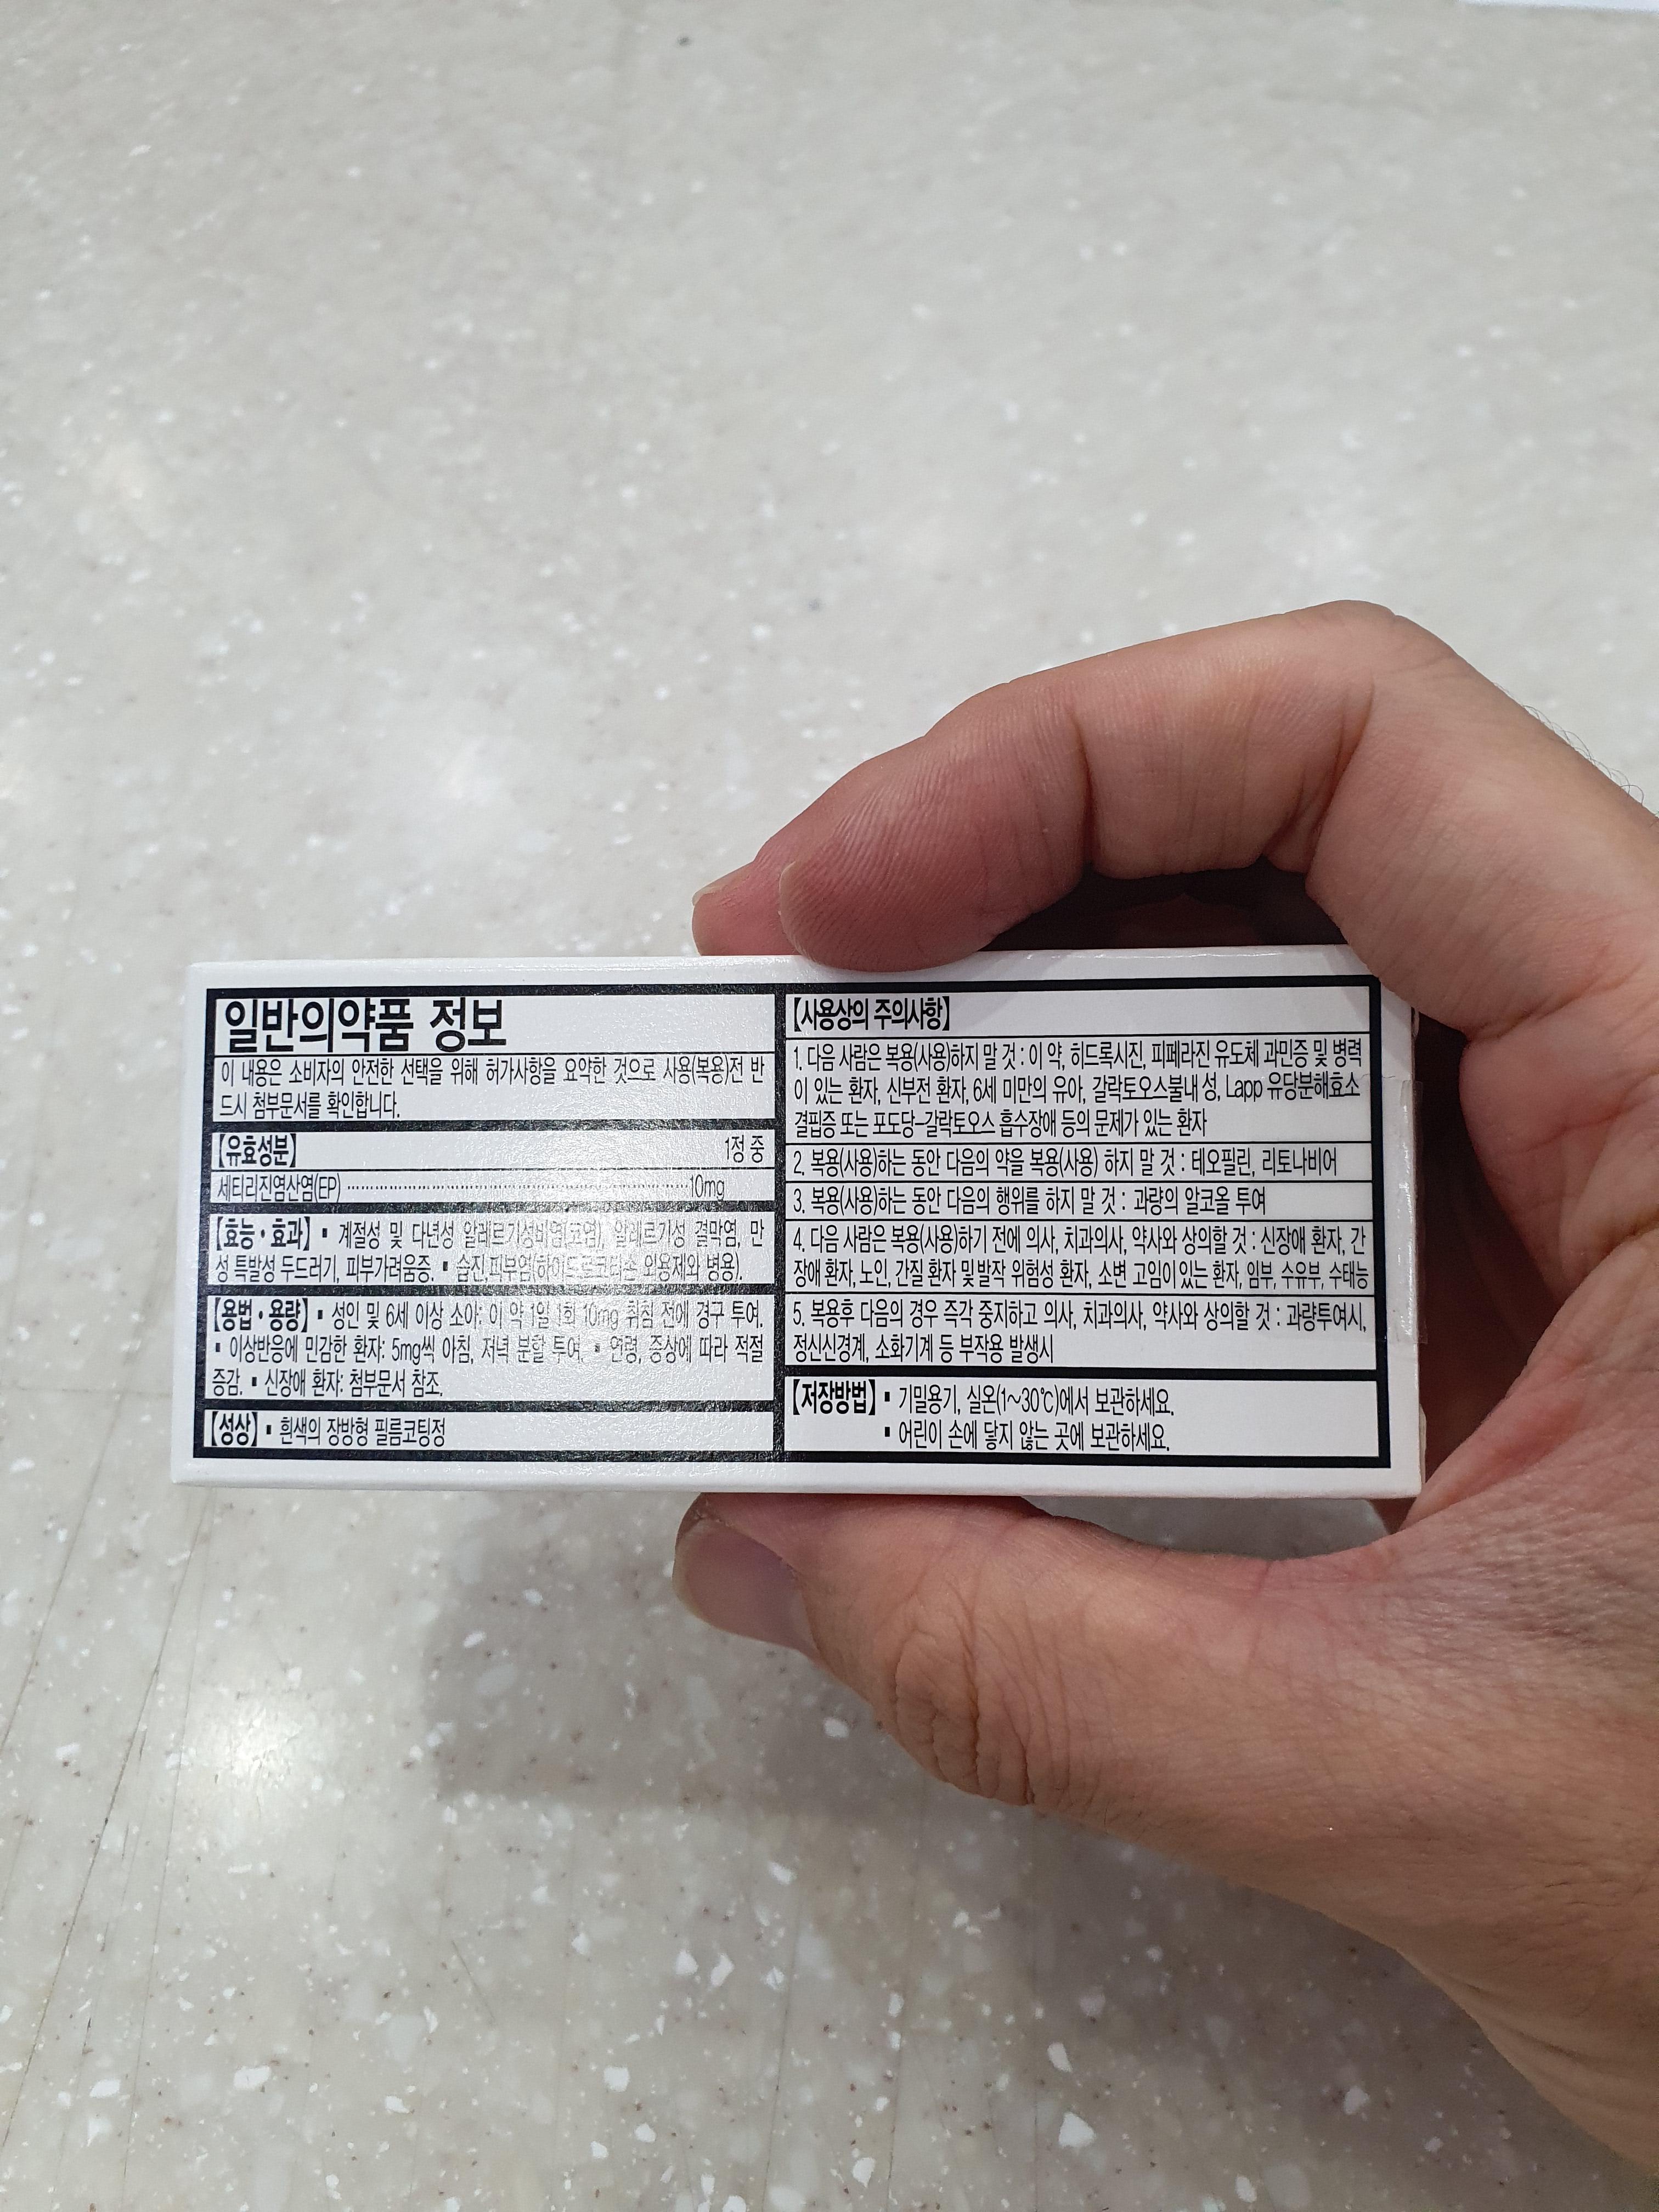 일반의약품 정보
이 내용은 소비자의 안전한 선택을 위해 허가사항을 요약한 것으로 사용(복용)전 반
드시 첨부문서를 확인합니다.
【유효성분】 1정 중
세티리진염산염(EP) ········ 10mg
【효능·효과】 ▪ 계절성 및 다년성 알레르기성비염(코염), 알레르기성 결막염, 만
성 특발성 두드러기, 피부가려움증. ▪ 습진,피부염(하이드로코티손 외용제와 병용).
【용법·용량】 ▪ 성인 및 6세 이상 소아: 이 약 1일 1회 10mg 취침 전에 경구 투여.
▪ 이상반응에 민감한 환자: 5mg씩 아침, 저녁 분할 투여. ▪ 연령, 증상에 따라 적절
증감. ▪ 신장애 환자: 첨부문서 참조.
【성상】 ▪ 흰색의 장방형 필름코팅정
【사용상의 주의사항】
1. 다음 사람은 복용(사용)하지 말 것 : 이 약, 히드록시진, 피페라진 유도체 과민증 및 병력
이 있는 환자, 신부전 환자, 6세 미만의 유아, 갈락토오스불내성, Lapp 유당분해효소
결핍증 또는 포도당-갈락토오스 흡수장애 등의 문제가 있는 환자
2. 복용(사용)하는 동안 다음의 약을 복용(사용) 하지 말 것 : 테오필린, 리토나비어
3. 복용(사용)하는 동안 다음의 행위를 하지 말 것 : 과량의 알코올 투여
4. 다음 사람은 복용(사용)하기 전에 의사, 치과의사, 약사와 상의할 것 : 신장애 환자, 간
장애 환자, 노인, 간질 환자 및 발작 위험성 환자, 소변 고임이 있는 환자, 임부, 수유부, 수태능
5. 복용후 다음의 경우 즉각 중지하고 의사, 치과의사, 약사와 상의할 것 : 과량투여시,
정신신경계, 소화기계 등 부작용 발생시
【저장방법】 ▪ 기밀용기, 실온(1~30℃)에서 보관하세요.
▪ 어린이 손에 닿지 않는 곳에 보관하세요.